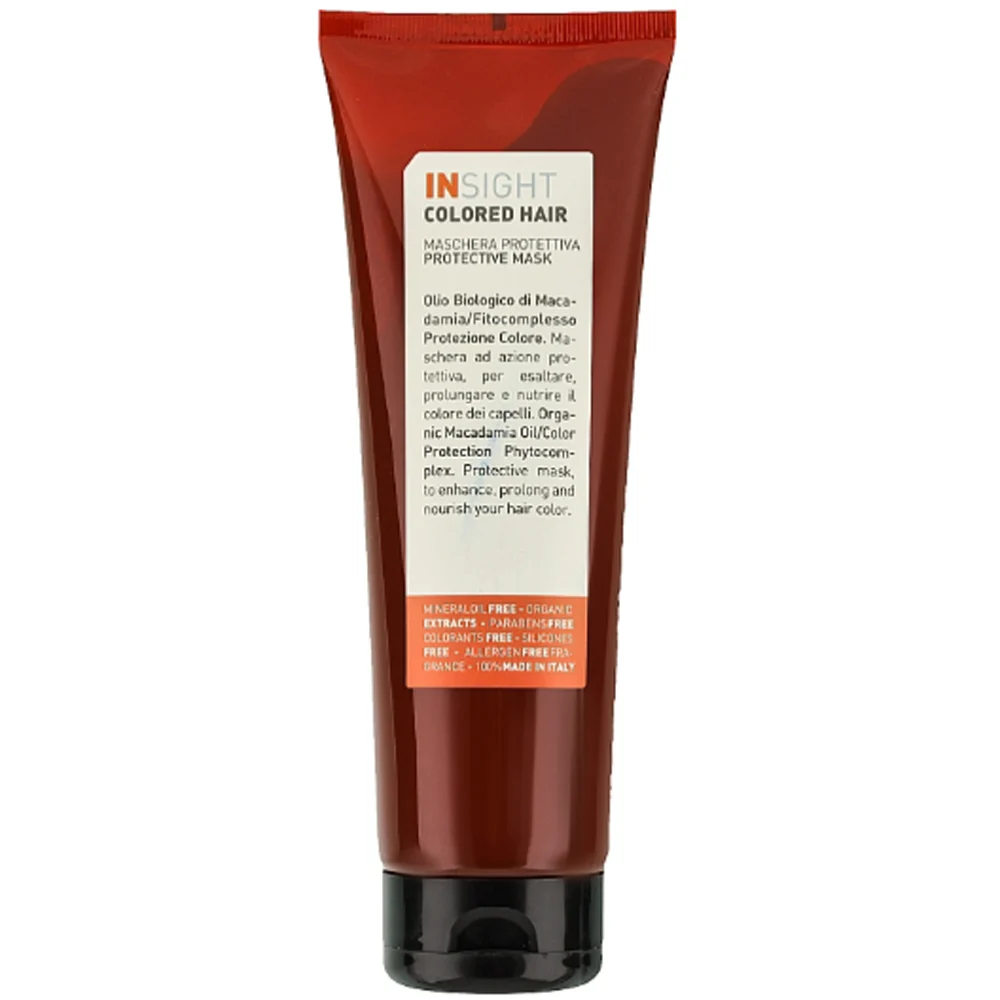 INSIGHT
COLORED HAIR
MASCHERA PROTETTIVA
PROTECTIVE MASK
Olio Biologico di Maca-
damia/Fitocomplesso
Protezione Colore. Ma-
schera ad azione pro-
tettiva, per esaltare,
prolungare e nutrire il
colore dei capelli. Orga-
nic Macadamia Oil/Color
Protection Phytocom-
plex. Protective mask,
to enhance, prolong and
nourish your hair color.
MINERALOIL FREE - ORGANIC
EXTRACTS - PARABENS FREE
COLORANTS FREE - SILICONES
FREE - ALLERGEN FREE FRA-
GRANCE - 100% MADE IN ITALY